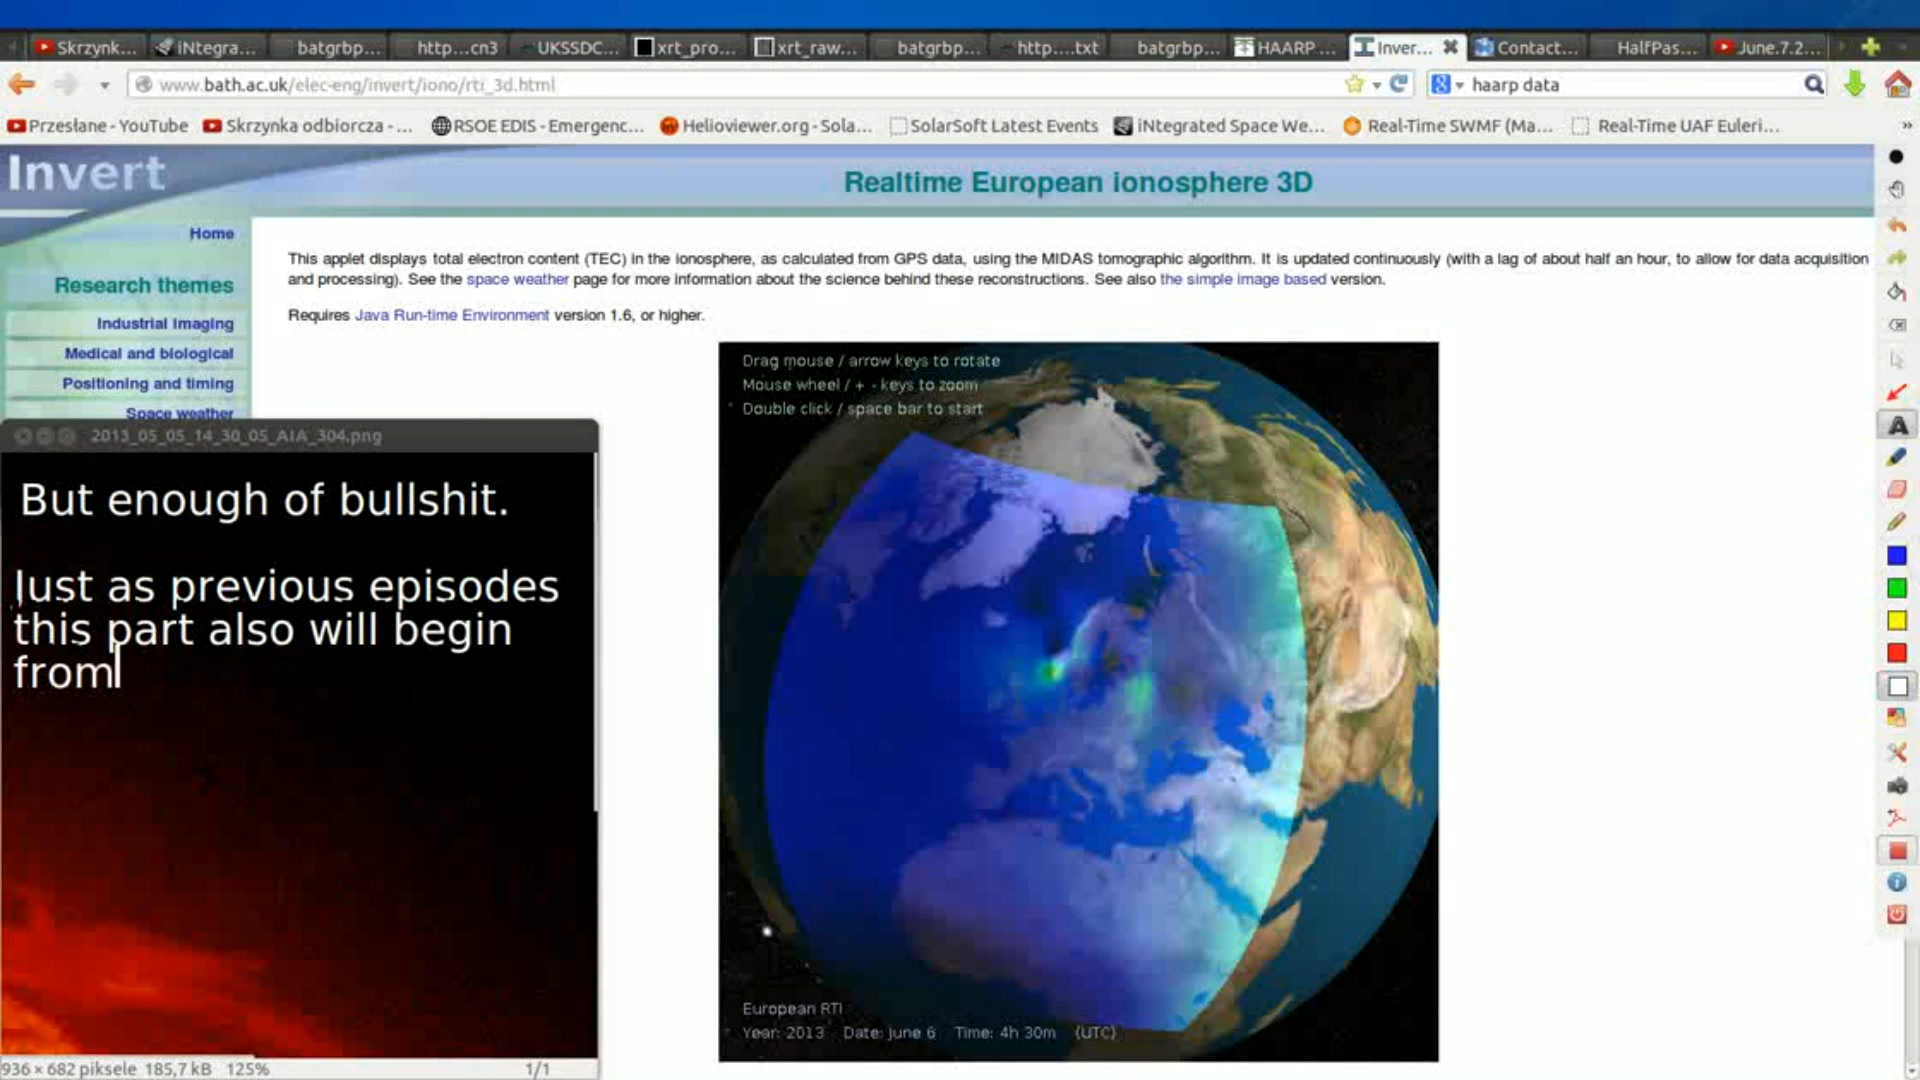 Skrzynk...
iNtegra...
batgrbp...
http...cn3
UKSSDC...
xrt_pro...
xrt_raw...
batgrbp...
http....txt
batgrbp...
HAARP ...
Inver...
Contact...
HalfPas...
June.7.2...
www.bath.ac.uk/elec-eng/invert/iono/rti_3d.html
haarp data
Przesłane - YouTube
Skrzynka odbiorcza - ...
RSOE EDIS - Emergenc...
Helioviewer.org - Sola...
SolarSoft Latest Events
iNtegrated Space We...
Real-Time SWMF (Ma...
Real-Time UAF Euleri...
Invert
Realtime European ionosphere 3D
Home
Research themes
Industrial imaging
Medical and biological
Positioning and timing
Space weather
This applet displays total electron content (TEC) in the ionosphere, as calculated from GPS data, using the MIDAS tomographic algorithm. It is updated continuously (with a lag of about half an hour, to allow for data acquisition
and processing). See the space weather page for more information about the science behind these reconstructions. See also the simple image based version.
Requires Java Run-time Environment version 1.6, or higher.
Drag mouse / arrow keys to rotate
Mouse wheel / + - keys to zoom
Double click / space bar to start
European RTI
Year: 2013 Date: June 6 Time: 4h 30m (UTC)
2013_05_05_14_30_05_AIA_304.png
But enough of bullshit.
Just as previous episodes
this part also will begin
from
936 × 682 piksele 185,7 kB 125%
1/1